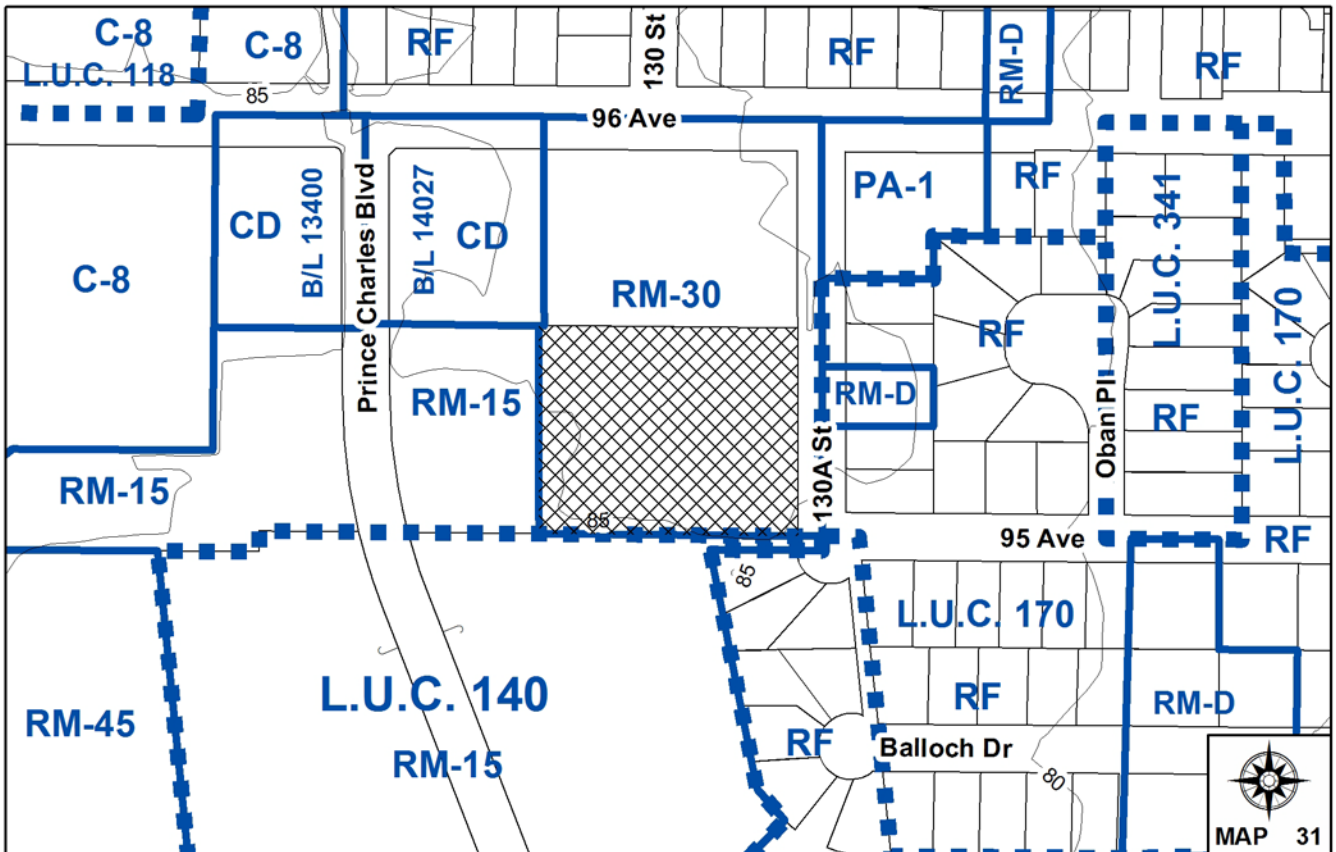 C-8
C-8
RF
130 St
RF
RM-D
RF
L.U.C. 118
85
96 Ave
CD
B/L 13400
Prince Charles Blvd
B/L 14027
CD
PA-1
RF
L.U.C. 341
C-8
RM-30
L.U.C. 170
RF
RM-15
RM-D
Oban Pl
RF
130A St
RM-15
85
95 Ave
RF
85
L.U.C. 170
L.U.C. 140
RF
RM-D
RM-45
RF
Balloch Dr
RM-15
80
MAP 31